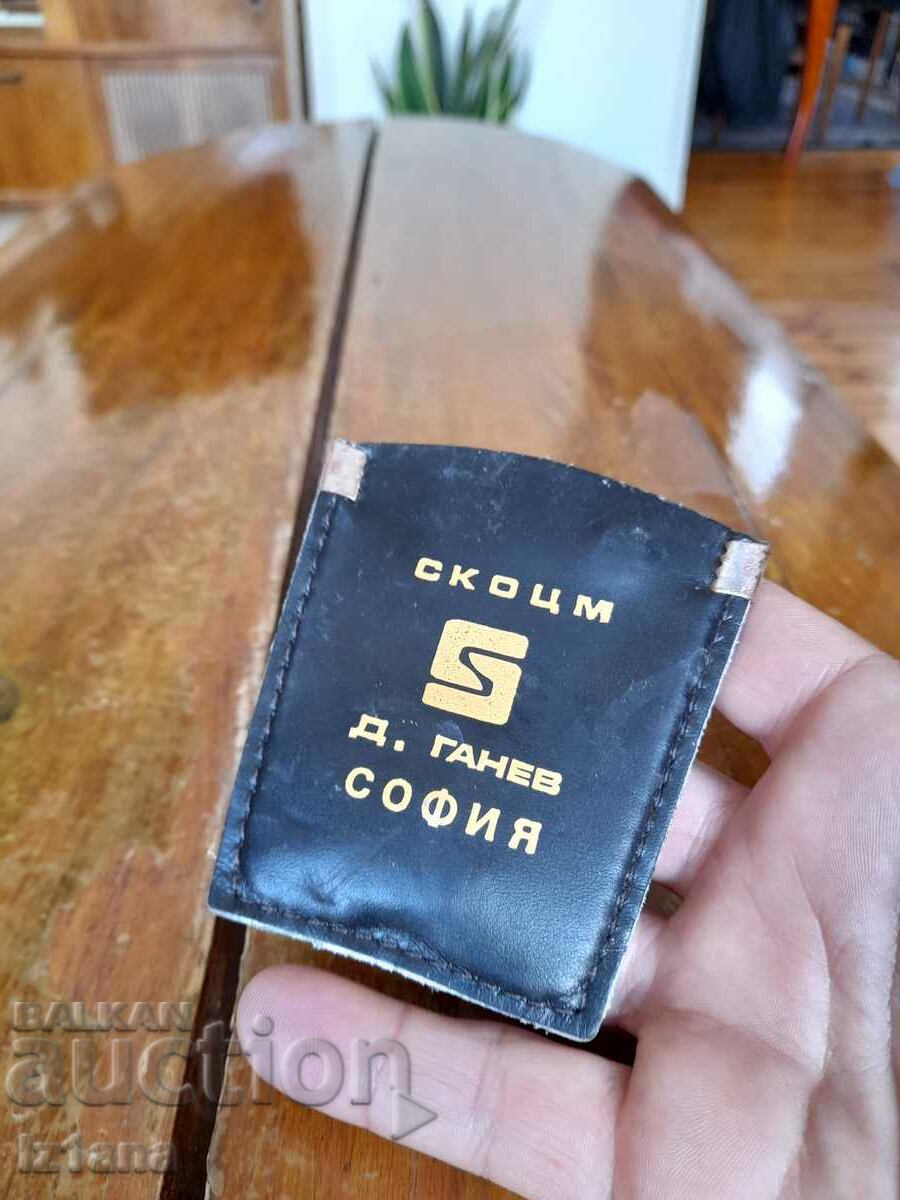 СКОЦМ
S
Д. ГАНЕВ
СОФИЯ
BALKAN
auction
Iz1ana